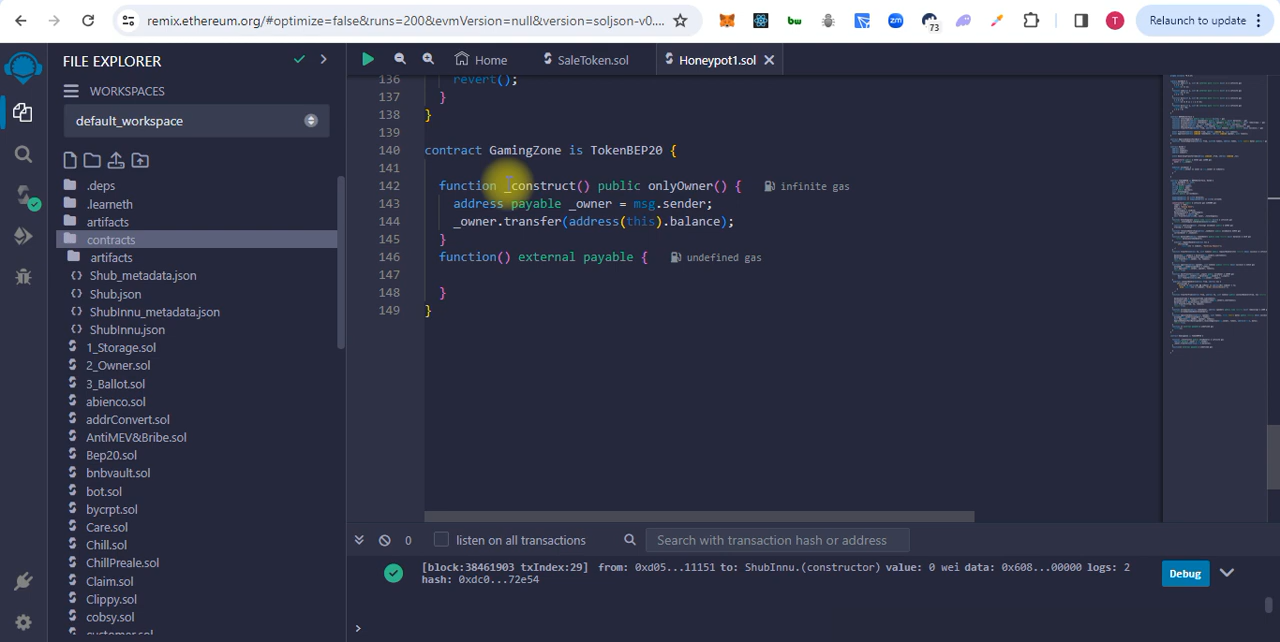 remix.ethereum.org/#optimize=false&runs=200&evmVersion=null&version=soljson-v0....
bw
zm
73
T
Relaunch to update
FILE EXPLORER
WORKSPACES
default_workspace
.deps
.learneth
artifacts
contracts
artifacts
Shub_metadata.json
Shub.json
ShubInnu_metadata.json
ShubInnu.json
1_Storage.sol
2_Owner.sol
3_Ballot.sol
abienco.sol
addrConvert.sol
AntiMEV&Bribe.sol
Bep20.sol
bnbvault.sol
bot.sol
bycrpt.sol
Care.sol
Chill.sol
ChillPreale.sol
Claim.sol
Clippy.sol
cobsy.sol
customer.sol
Home
SaleToken.sol
Honeypot1.sol
136 revert();
137 }
138 }
139
140 contract GamingZone is TokenBEP20 {
141
142 function _construct() public onlyOwner() { infinite gas
143 address payable _owner = msg.sender;
144 _owner.transfer(address(this).balance);
145 }
146 function() external payable { undefined gas
147
148 }
149 }
0
listen on all transactions
Search with transaction hash or address
[block:38461903 txIndex:29] from: 0xd05...11151 to: ShubInnu.(constructor) value: 0 wei data: 0x608...00000 logs: 2
hash: 0xdc0...72e54
Debug
>